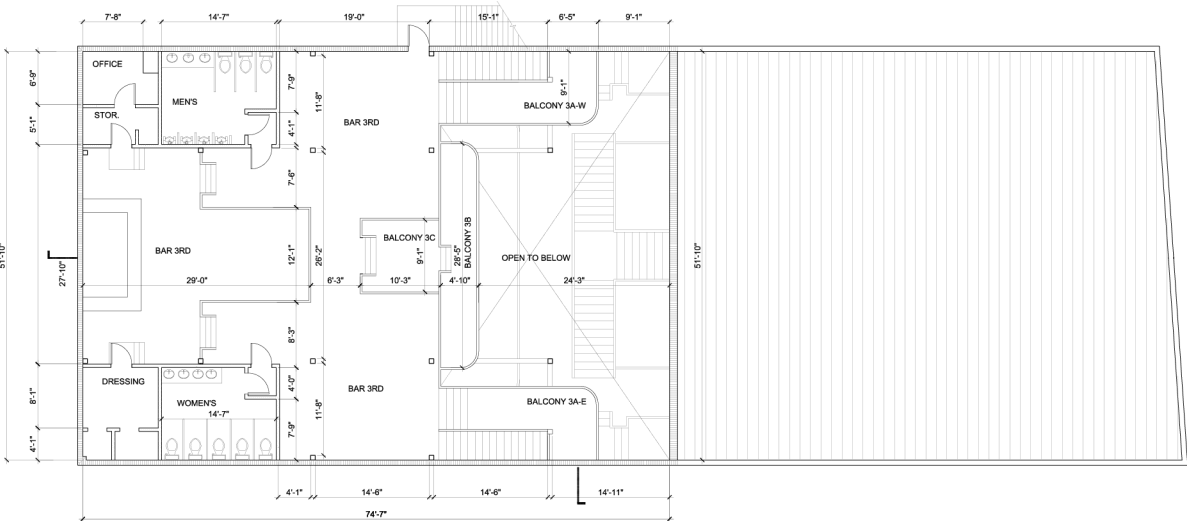 7'-8"
14'-7"
19'-0"
15'-1"
6'-5"
9'-1"
OFFICE
6'-9"
MEN'S
7'-9"
11'-8"
9'-1"
BALCONY 3A-W
STOR.
5'-1"
4'-1"
BAR 3RD
7'-6"
BAR 3RD
BALCONY 3C
BALCONY 3B
OPEN TO BELOW
51'-10"
27'-10"
12'-1"
26'-2"
9'-1"
28'-5"
51'-10"
29'-0"
6'-3"
10'-3"
4'-10"
24'-3"
8'-3"
DRESSING
4'-0"
BAR 3RD
WOMEN'S
14'-7"
8'-1"
11'-8"
BALCONY 3A-E
4'-1"
7'-9"
4'-1"
14'-6"
14'-6"
14'-11"
74'-7"